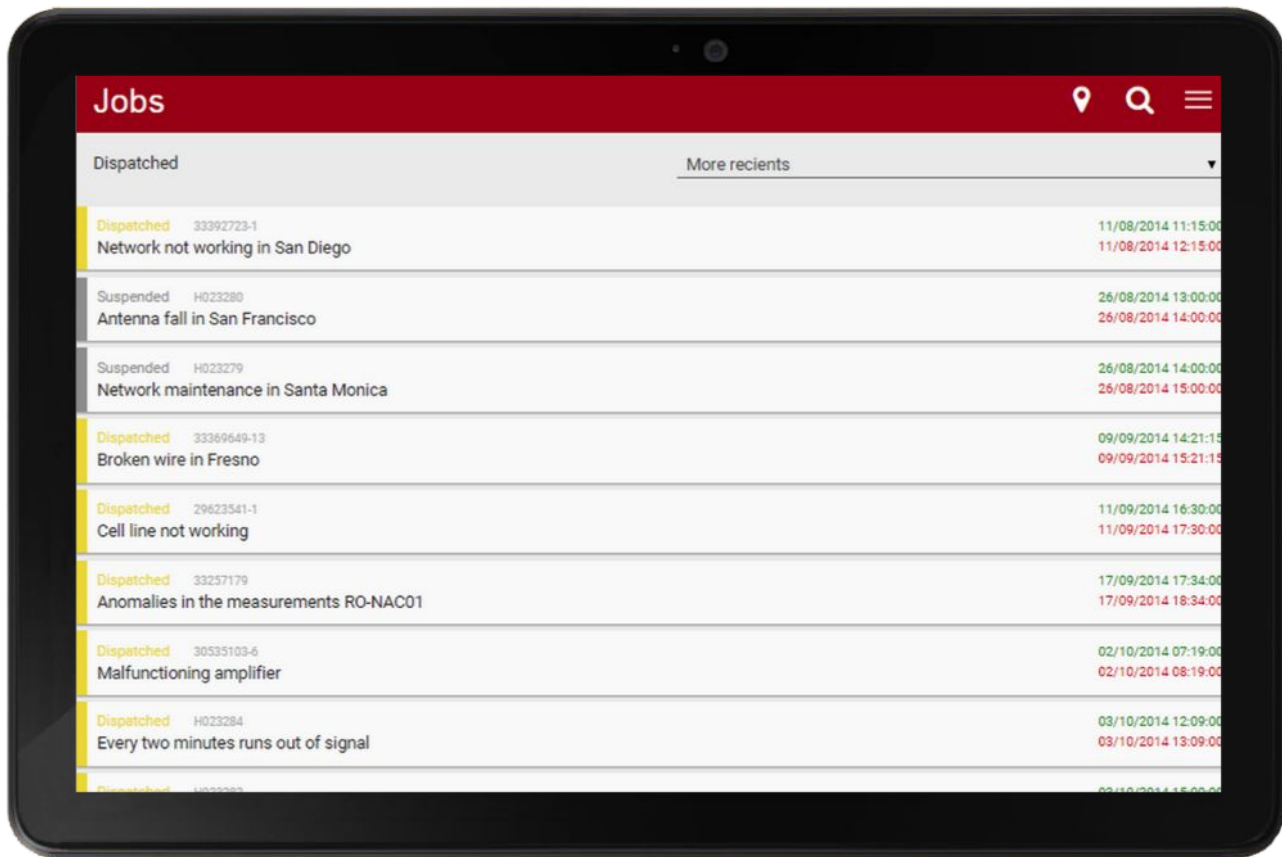 Jobs
Dispatched
More recients
Dispatched 33392723-1 11/08/2014 11:15:00
Network not working in San Diego 11/08/2014 12:15:00
Suspended H023280 26/08/2014 13:00:00
Antenna fall in San Francisco 26/08/2014 14:00:00
Suspended H023279 26/08/2014 14:00:00
Network maintenance in Santa Monica 26/08/2014 15:00:00
Dispatched 33369649-13 09/09/2014 14:21:15
Broken wire in Fresno 09/09/2014 15:21:15
Dispatched 29623541-1 11/09/2014 16:30:00
Cell line not working 11/09/2014 17:30:00
Dispatched 33257179 17/09/2014 17:34:00
Anomalies in the measurements RO-NAC01 17/09/2014 18:34:00
Dispatched 30535103-6 02/10/2014 07:19:00
Malfunctioning amplifier 02/10/2014 08:19:00
Dispatched H023284 03/10/2014 12:09:00
Every two minutes runs out of signal 03/10/2014 13:09:00
Dispatched